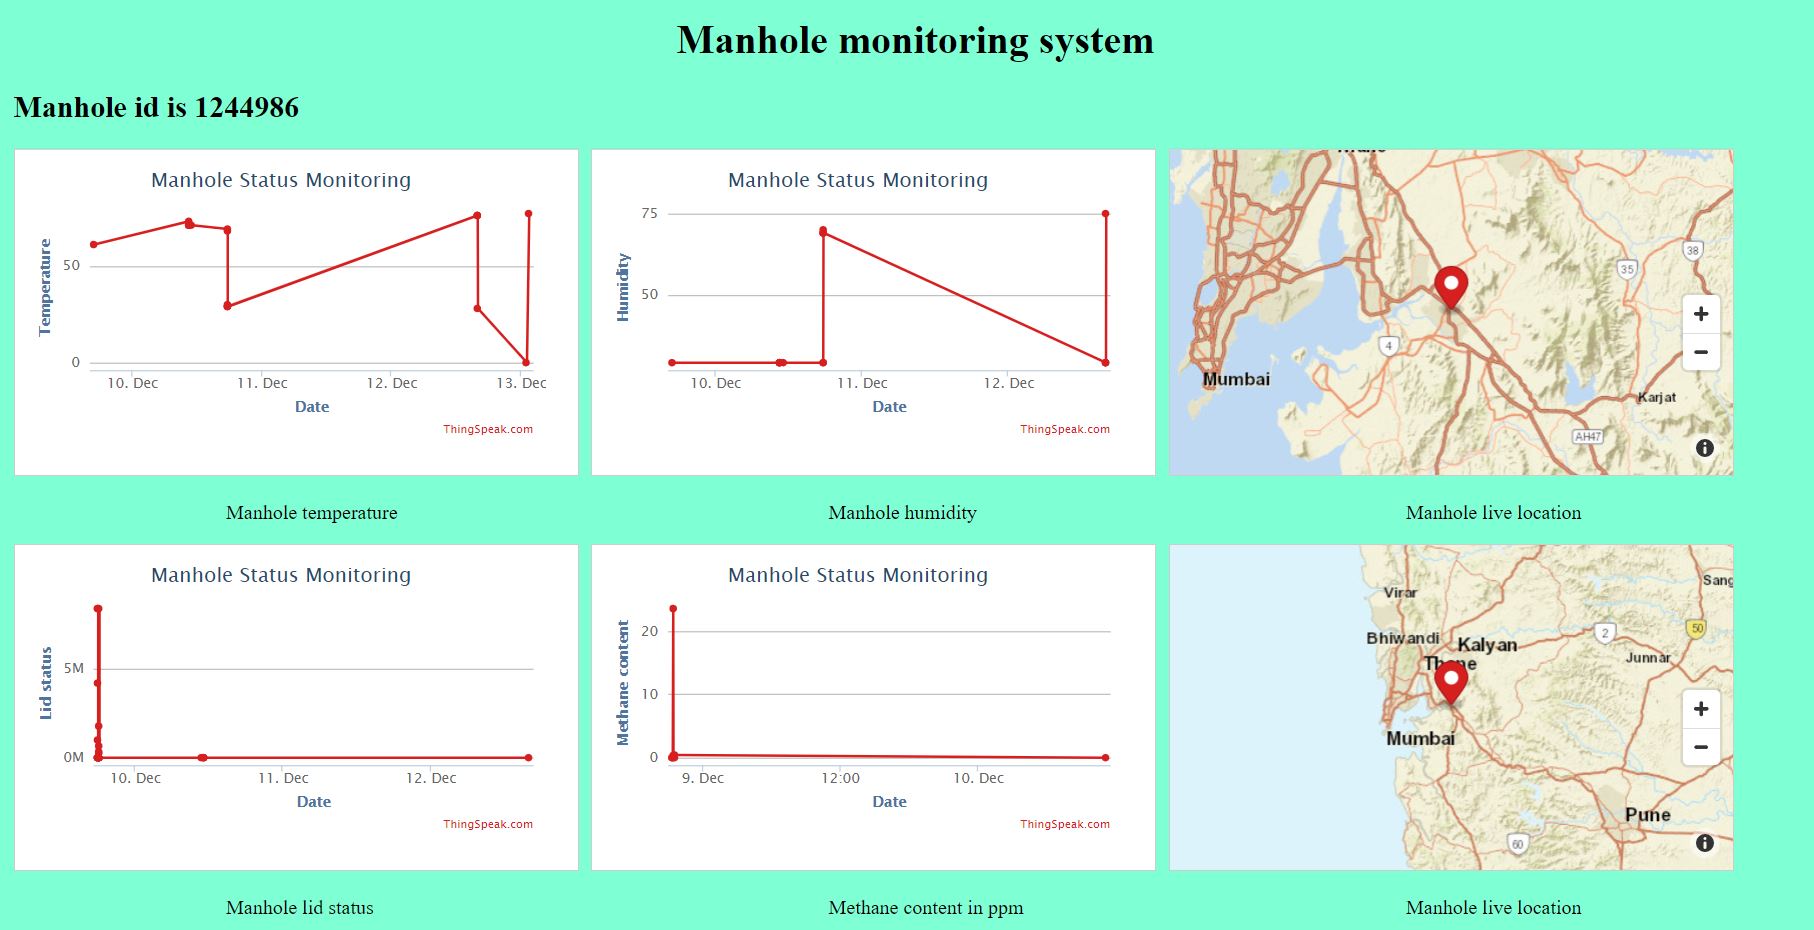 Manhole monitoring system
Manhole id is 1244986
Manhole Status Monitoring
Temperature
50
0
10. Dec
11. Dec
12. Dec
13. Dec
Date
ThingSpeak.com
Manhole temperature
Manhole Status Monitoring
Humidity
75
50
10. Dec
11. Dec
12. Dec
Date
ThingSpeak.com
Manhole humidity
38
35
+
−
4
Mumbai
Karjat
AH47
i
Manhole live location
Manhole Status Monitoring
Lid status
5M
0M
10. Dec
11. Dec
12. Dec
Date
ThingSpeak.com
Manhole lid status
Manhole Status Monitoring
Methane content
20
10
0
9. Dec
12:00
10. Dec
Date
ThingSpeak.com
Methane content in ppm
Sang
Virar
2
50
Bhiwandi
Kalyan
Junnar
+
−
Mumbai
Pune
60
i
Manhole live location